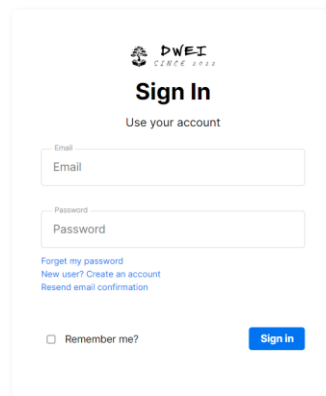 DWEI
SINCE 2022
Sign In
Use your account
Email
Email
Password
Password
Forget my password
New user? Create an account
Resend email confirmation
Remember me?
Sign in